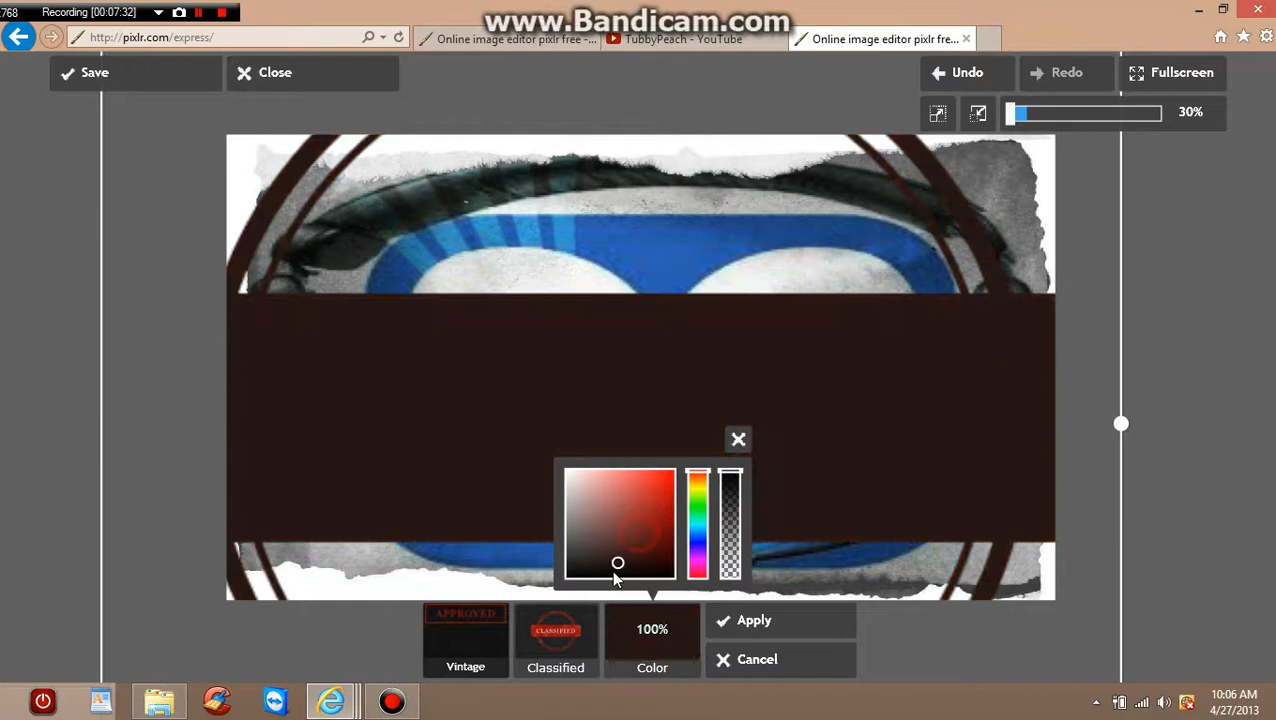 768
Recording [00:07:32]
www.Bandicam.com
http://pixlr.com/express/
Online image editor pixlr free -...
TubbyPeach - YouTube
Online image editor pixlr fre...
Save
Close
Undo
Redo
Fullscreen
30%
APPROVED
CLASSIFIED
100%
Apply
Vintage
Classified
Color
Cancel
10:06 AM
4/27/2013